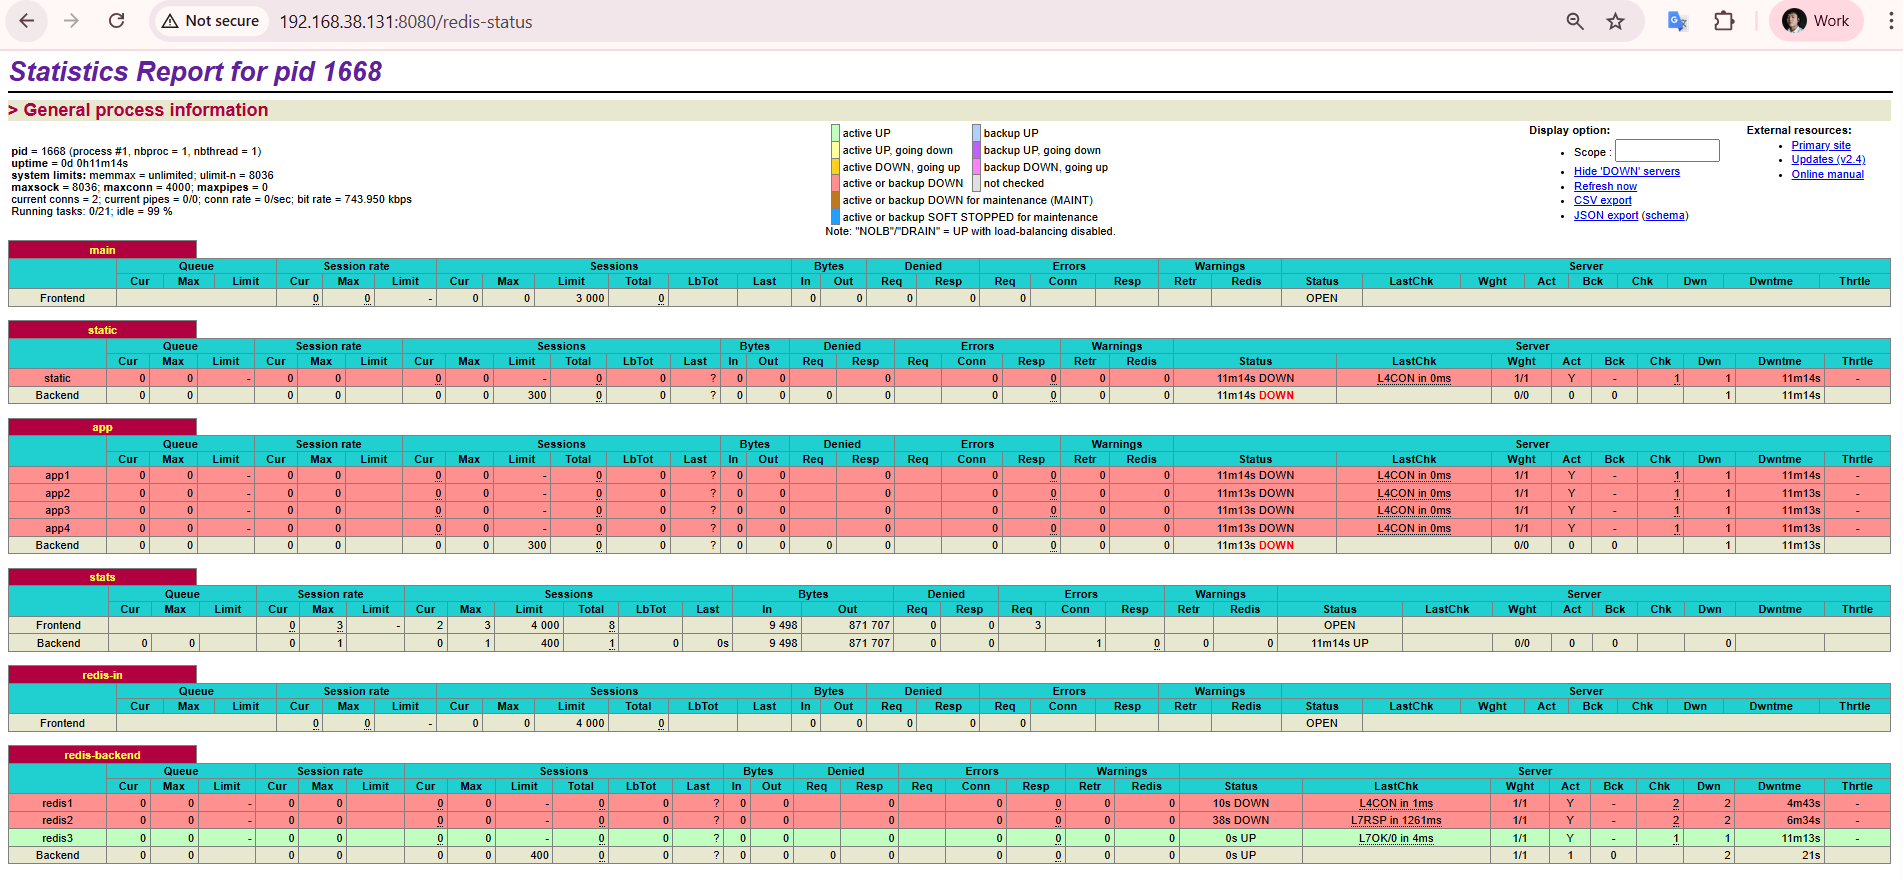 Not secure 192.168.38.131:8080/redis-status Work
Statistics Report for pid 1668
> General process information
pid = 1668 (process #1, nbproc = 1, nbthread = 1)
uptime = 0d 0h11m14s
system limits: memmax = unlimited; ulimit-n = 8036
maxsock = 8036; maxconn = 4000; maxpipes = 0
current conns = 2; current pipes = 0/0; conn rate = 0/sec; bit rate = 743.950 kbps
Running tasks: 0/21; idle = 99 %
active UP backup UP
active UP, going down backup UP, going down
active DOWN, going up backup DOWN, going up
active or backup DOWN not checked
active or backup DOWN for maintenance (MAINT)
active or backup SOFT STOPPED for maintenance
Note: "NOLB"/"DRAIN" = UP with load-balancing disabled.
Display option:
• Scope :
• Hide 'DOWN' servers
• Refresh now
• CSV export
• JSON export (schema)
External resources:
• Primary site
• Updates (v2.4)
• Online manual
main
Queue Session rate Sessions Bytes Denied Errors Warnings Server
Cur Max Limit Cur Max Limit Cur Max Limit Total LbTot Last In Out Req Resp Req Conn Resp Retr Redis Status LastChk Wght Act Bck Chk Dwn Dwntme Thrtle
Frontend 0 0 - 0 0 3 000 0 0 0 0 0 0 OPEN
static
Queue Session rate Sessions Bytes Denied Errors Warnings Server
Cur Max Limit Cur Max Limit Cur Max Limit Total LbTot Last In Out Req Resp Req Conn Resp Retr Redis Status LastChk Wght Act Bck Chk Dwn Dwntme Thrtle
static 0 0 - 0 0 0 0 - 0 0 ? 0 0 0 0 0 0 0 11m14s DOWN L4CON in 0ms 1/1 Y - 1 1 11m14s -
Backend 0 0 0 0 0 0 300 0 0 ? 0 0 0 0 0 0 0 0 11m14s DOWN 0/0 0 0 1 11m14s
app
Queue Session rate Sessions Bytes Denied Errors Warnings Server
Cur Max Limit Cur Max Limit Cur Max Limit Total LbTot Last In Out Req Resp Req Conn Resp Retr Redis Status LastChk Wght Act Bck Chk Dwn Dwntme Thrtle
app1 0 0 - 0 0 0 0 - 0 0 ? 0 0 0 0 0 0 0 11m14s DOWN L4CON in 0ms 1/1 Y - 1 1 11m14s -
app2 0 0 - 0 0 0 0 - 0 0 ? 0 0 0 0 0 0 0 11m13s DOWN L4CON in 0ms 1/1 Y - 1 1 11m13s -
app3 0 0 - 0 0 0 0 - 0 0 ? 0 0 0 0 0 0 0 11m13s DOWN L4CON in 0ms 1/1 Y - 1 1 11m13s -
app4 0 0 - 0 0 0 0 - 0 0 ? 0 0 0 0 0 0 0 11m13s DOWN L4CON in 0ms 1/1 Y - 1 1 11m13s -
Backend 0 0 0 0 0 0 300 0 0 ? 0 0 0 0 0 0 0 0 11m13s DOWN 0/0 0 0 1 11m13s
stats
Queue Session rate Sessions Bytes Denied Errors Warnings Server
Cur Max Limit Cur Max Limit Cur Max Limit Total LbTot Last In Out Req Resp Req Conn Resp Retr Redis Status LastChk Wght Act Bck Chk Dwn Dwntme Thrtle
Frontend 0 3 - 2 3 4 000 8 9 498 871 707 0 0 3 OPEN
Backend 0 0 0 1 0 1 400 1 0 0s 9 498 871 707 0 0 1 0 0 0 11m14s UP 0/0 0 0 0
redis-in
Queue Session rate Sessions Bytes Denied Errors Warnings Server
Cur Max Limit Cur Max Limit Cur Max Limit Total LbTot Last In Out Req Resp Req Conn Resp Retr Redis Status LastChk Wght Act Bck Chk Dwn Dwntme Thrtle
Frontend 0 0 - 0 0 4 000 0 0 0 0 0 0 OPEN
redis-backend
Queue Session rate Sessions Bytes Denied Errors Warnings Server
Cur Max Limit Cur Max Limit Cur Max Limit Total LbTot Last In Out Req Resp Req Conn Resp Retr Redis Status LastChk Wght Act Bck Chk Dwn Dwntme Thrtle
redis1 0 0 - 0 0 0 0 - 0 0 ? 0 0 0 0 0 0 0 10s DOWN L4CON in 1ms 1/1 Y - 2 2 4m43s -
redis2 0 0 - 0 0 0 0 - 0 0 ? 0 0 0 0 0 0 0 38s DOWN L7RSP in 1261ms 1/1 Y - 2 2 6m34s -
redis3 0 0 - 0 0 0 0 - 0 0 ? 0 0 0 0 0 0 0 0s UP L7OK/0 in 4ms 1/1 Y - 1 1 11m13s -
Backend 0 0 0 0 0 0 400 0 0 ? 0 0 0 0 0 0 0 0 0s UP 1/1 1 0 2 21s